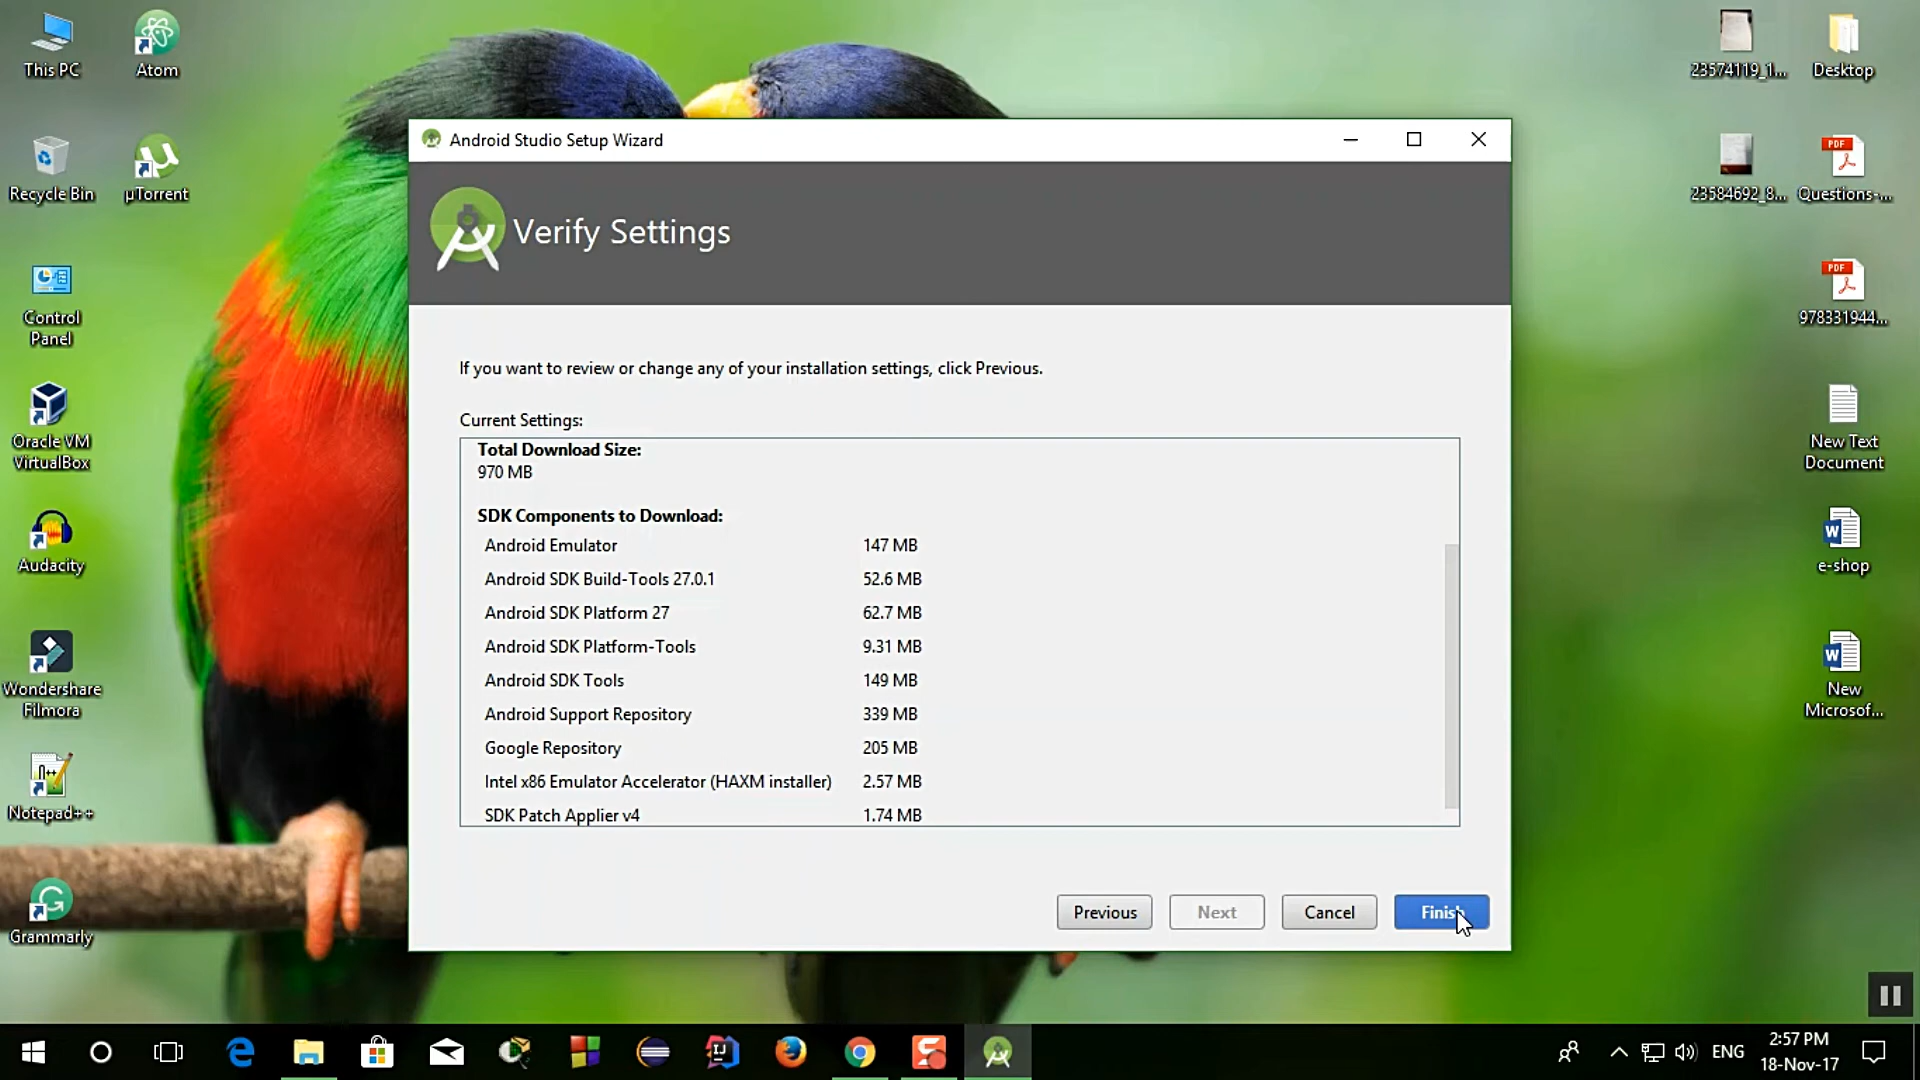 This PC
Atom
Recycle Bin
µTorrent
Control
Panel
Oracle VM
VirtualBox
Audacity
Wondershare
Filmora
Notepad++
Grammarly
23574119_1...
Desktop
23584692_8...
PDF
Questions-...
PDF
978331944...
New Text
Document
e-shop
New
Microsof...
Android Studio Setup Wizard
Verify Settings
If you want to review or change any of your installation settings, click Previous.
Current Settings:
Total Download Size:
970 MB
SDK Components to Download:
Android Emulator 147 MB
Android SDK Build-Tools 27.0.1 52.6 MB
Android SDK Platform 27 62.7 MB
Android SDK Platform-Tools 9.31 MB
Android SDK Tools 149 MB
Android Support Repository 339 MB
Google Repository 205 MB
Intel x86 Emulator Accelerator (HAXM installer) 2.57 MB
SDK Patch Applier v4 1.74 MB
Previous Next Cancel Finish
ENG
2:57 PM
18-Nov-17